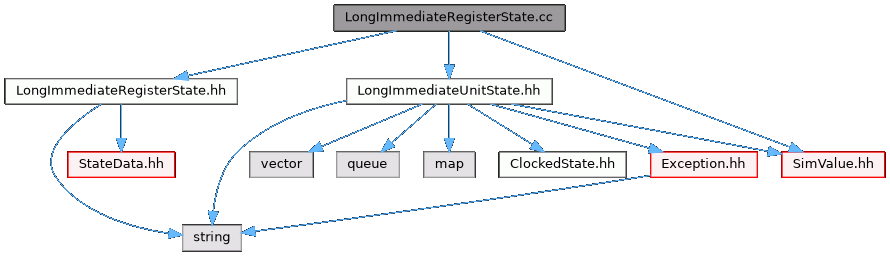 LongImmediateRegisterState.cc
LongImmediateRegisterState.hh
LongImmediateUnitState.hh
StateData.hh
vector
queue
map
ClockedState.hh
Exception.hh
SimValue.hh
string